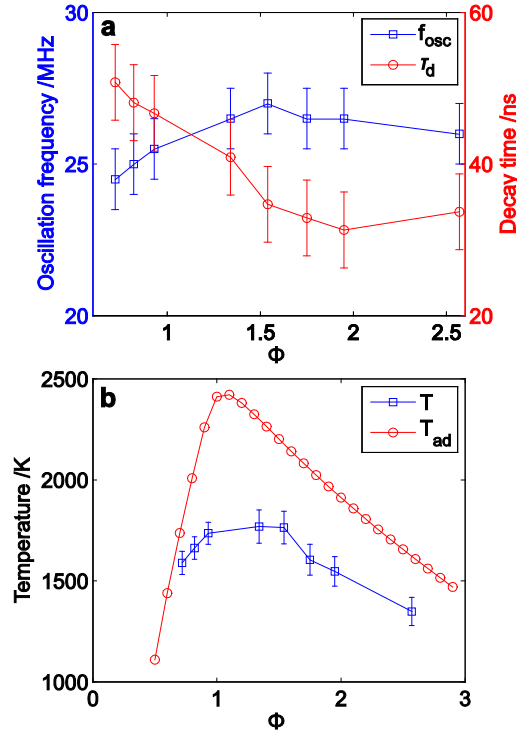 a
f_osc
τ_d
30
25
20
Oscillation frequency /MHz
60
40
20
Decay time /ns
1
1.5
2
2.5
Φ
b
T
T_ad
2500
2000
1500
1000
Temperature /K
0
1
2
3
Φ